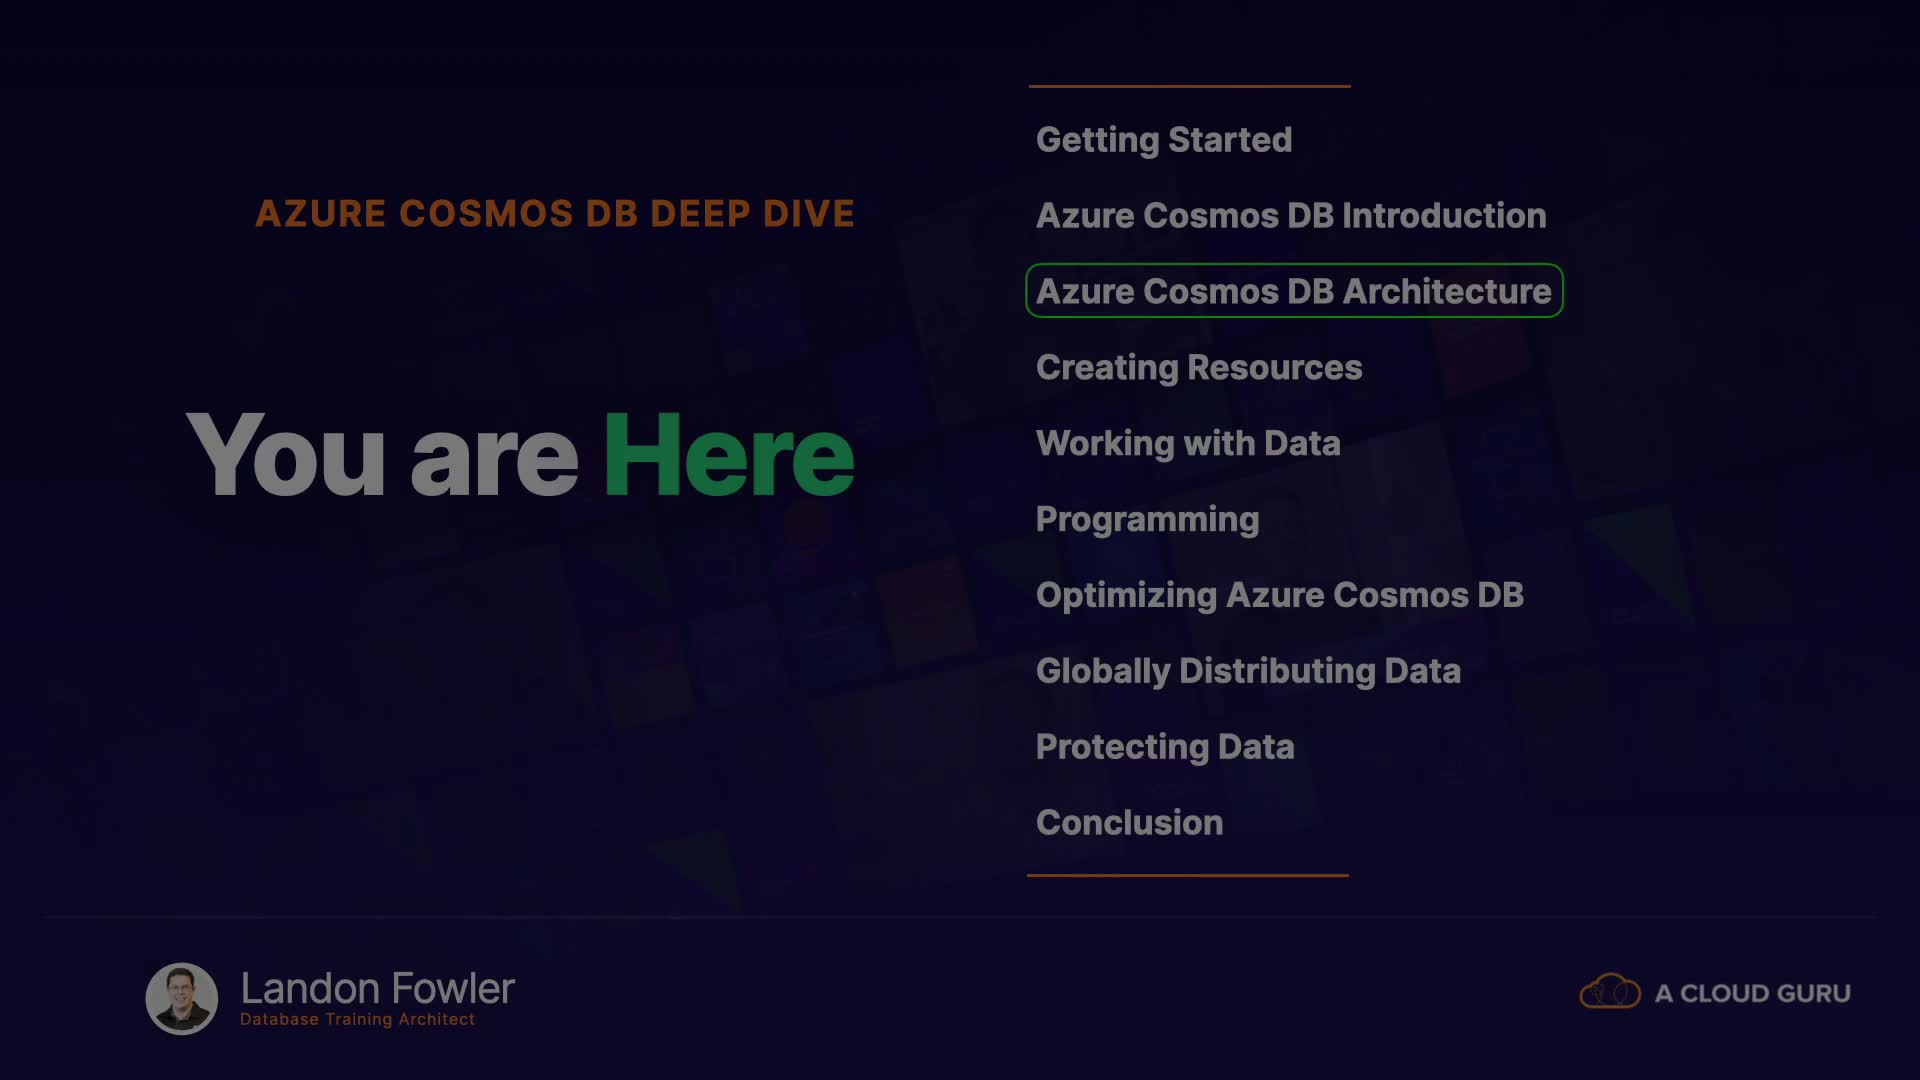 AZURE COSMOS DB DEEP DIVE
You are Here
Getting Started
Azure Cosmos DB Introduction
Azure Cosmos DB Architecture
Creating Resources
Working with Data
Programming
Optimizing Azure Cosmos DB
Globally Distributing Data
Protecting Data
Conclusion
Landon Fowler
Database Training Architect
A CLOUD GURU